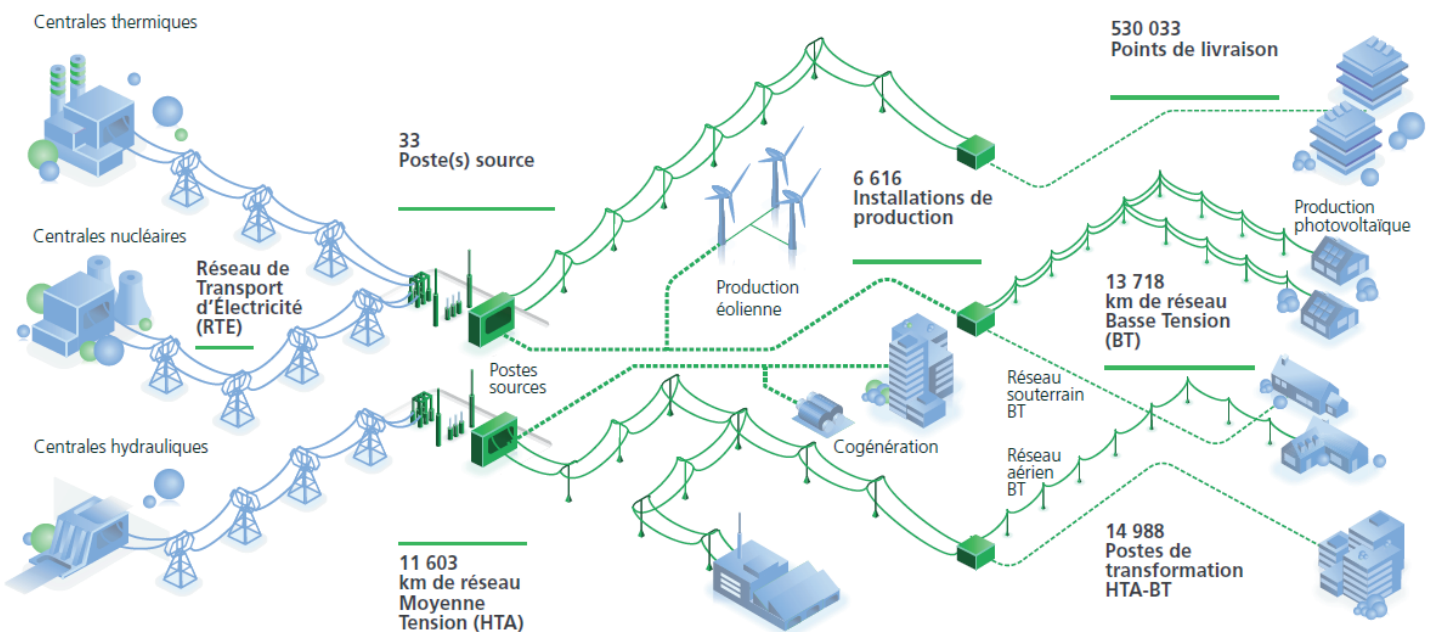 Centrales thermiques
530 033
Points de livraison
33
Poste(s) source
6 616
Installations de
production
Production
photovoltaïque
Centrales nucléaires
Réseau de
Transport
d'Électricité
(RTE)
Production
éolienne
13 718
km de réseau
Basse Tension
(BT)
Postes
sources
Réseau
souterrain
BT
Centrales hydrauliques
Cogénération
Réseau
aérien
BT
11 603
km de réseau
Moyenne
Tension (HTA)
14 988
Postes de
transformation
HTA-BT